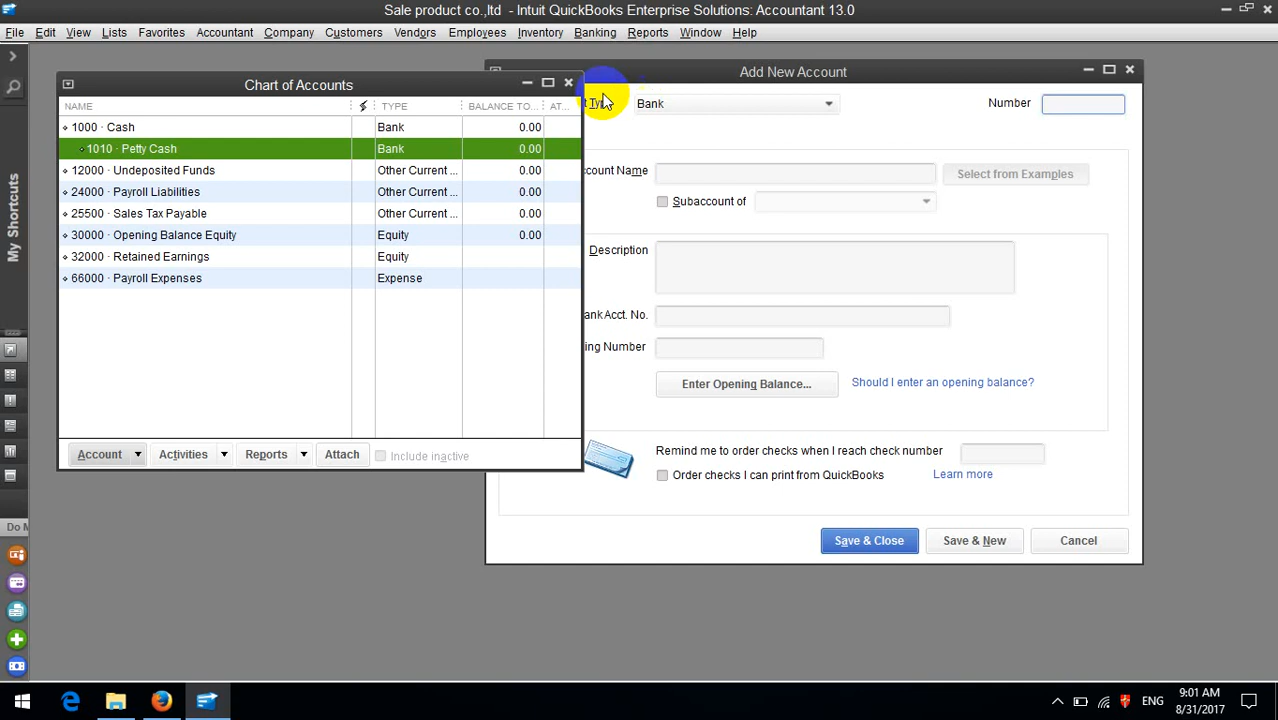 Sale product co.,ltd - Intuit QuickBooks Enterprise Solutions: Accountant 13.0
File Edit View Lists Favorites Accountant Company Customers Vendors Employees Inventory Banking Reports Window Help
My Shortcuts
Do M
Chart of Accounts
NAME TYPE BALANCE TO... AT...
1000 · Cash Bank 0.00
1010 · Petty Cash Bank 0.00
12000 · Undeposited Funds Other Current ... 0.00
24000 · Payroll Liabilities Other Current ... 0.00
25500 · Sales Tax Payable Other Current ... 0.00
30000 · Opening Balance Equity Equity 0.00
32000 · Retained Earnings Equity
66000 · Payroll Expenses Expense
Account Activities Reports Attach Include inactive
Add New Account
t Type Bank Number
ccount Name Select from Examples
Subaccount of
Description
ank Acct. No.
ing Number
Enter Opening Balance... Should I enter an opening balance?
Remind me to order checks when I reach check number
Order checks I can print from QuickBooks Learn more
Save & Close Save & New Cancel
ENG
9:01 AM
8/31/2017